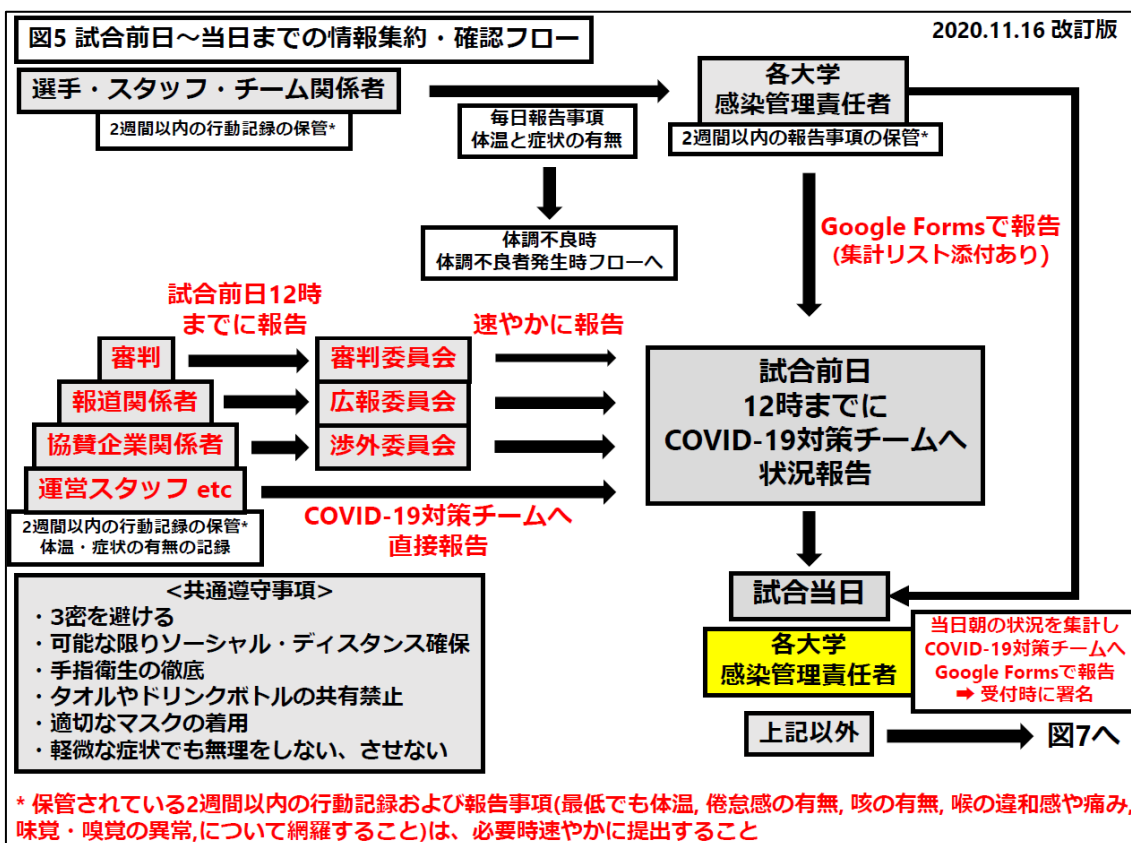 図5 試合前日～当日までの情報集約・確認フロー
2020.11.16 改訂版
選手・スタッフ・チーム関係者
2週間以内の行動記録の保管*
毎日報告事項
体温と症状の有無
各大学
感染管理責任者
2週間以内の報告事項の保管*
体調不良時
体調不良者発生時フローへ
Google Formsで報告
(集計リスト添付あり)
試合前日12時
までに報告
速やかに報告
審判
審判委員会
報道関係者
広報委員会
協賛企業関係者
渉外委員会
運営スタッフ etc
2週間以内の行動記録の保管*
体温・症状の有無の記録
COVID-19対策チームへ
直接報告
試合前日
12時までに
COVID-19対策チームへ
状況報告
<共通遵守事項>
・3密を避ける
・可能な限りソーシャル・ディスタンス確保
・手指衛生の徹底
・タオルやドリンクボトルの共有禁止
・適切なマスクの着用
・軽微な症状でも無理をしない、させない
試合当日
各大学
感染管理責任者
当日朝の状況を集計し
COVID-19対策チームへ
Google Formsで報告
➡ 受付時に署名
上記以外
図7へ
* 保管されている2週間以内の行動記録および報告事項(最低でも体温, 倦怠感の有無, 咳の有無, 喉の違和感や痛み,
味覚・嗅覚の異常,について網羅すること)は、必要時速やかに提出すること